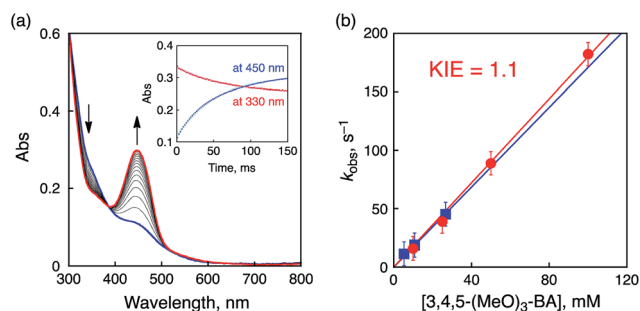 (a)
0.6
0.4
0.2
0
Abs
300 400 500 600 700 800
Wavelength, nm
0.4
0.3
0.2
0.1
Abs
at 450 nm
at 330 nm
0 50 100 150
Time, ms
(b)
200
150
100
50
0
k_obs, s⁻¹
KIE = 1.1
0 40 80 120
[3,4,5-(MeO)₃-BA], mM